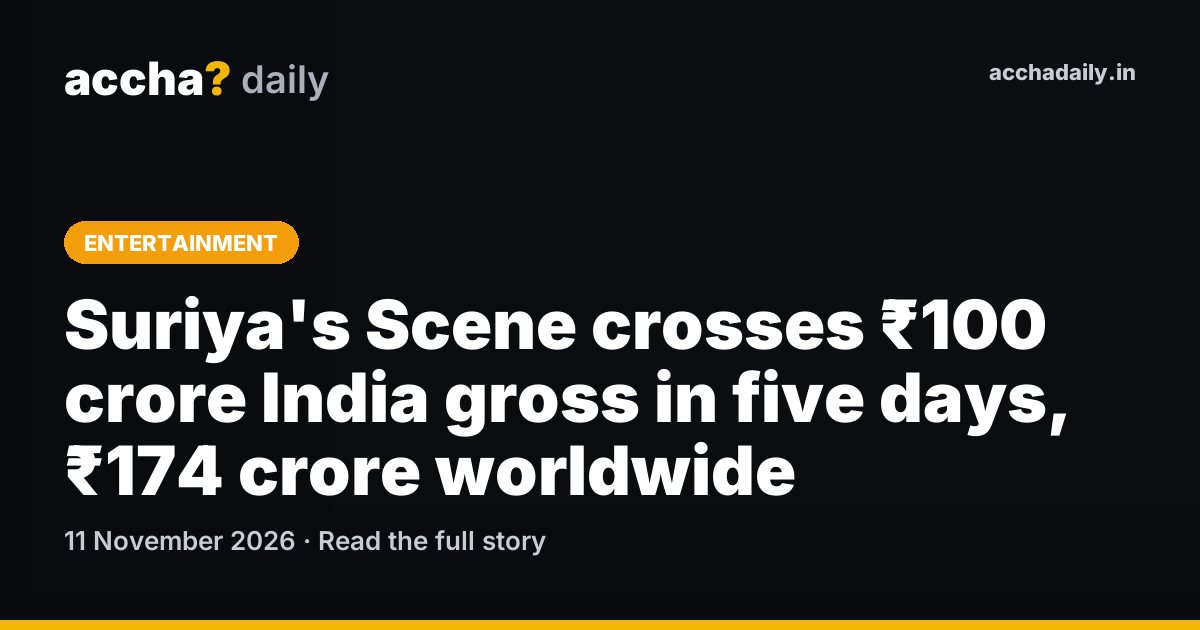 accha? daily
acchadaily.in
ENTERTAINMENT
Suriya's Scene crosses ₹100
crore India gross in five days,
₹174 crore worldwide
11 November 2026 · Read the full story